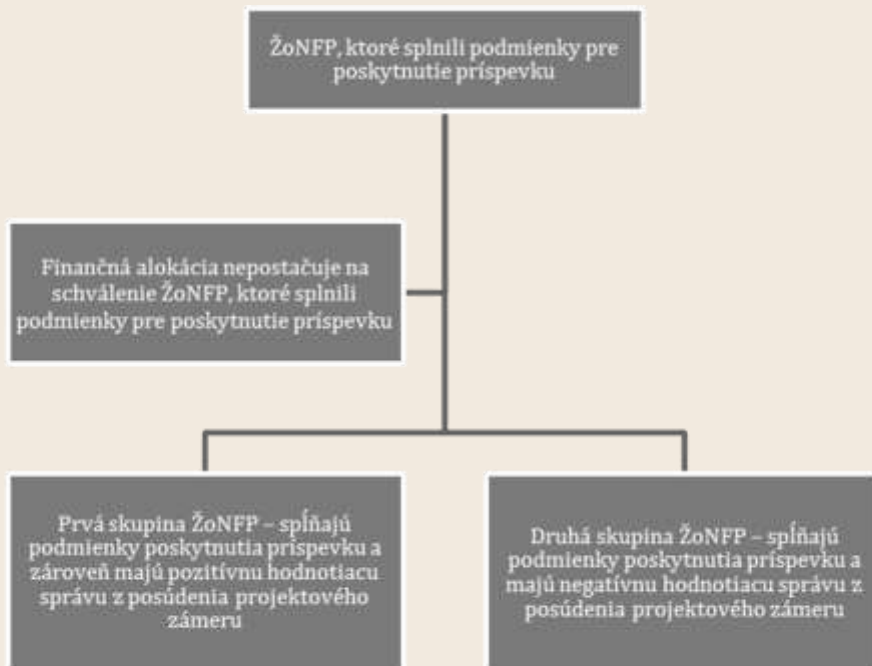 ŽoNFP, ktoré splnili podmienky pre
poskytnutie príspevku
Finančná alokácia nepostačuje na
schválenie ŽoNFP, ktoré splnili
podmienky pre poskytnutie príspevku
Prvá skupina ŽoNFP – spĺňajú
podmienky poskytnutia príspevku a
zároveň majú pozitívnu hodnotiacu
správu z posúdenia projektového
zámeru
Druhá skupina ŽoNFP – spĺňajú
podmienky poskytnutia príspevku a
majú negatívnu hodnotiacu správu z
posúdenia projektového zámeru